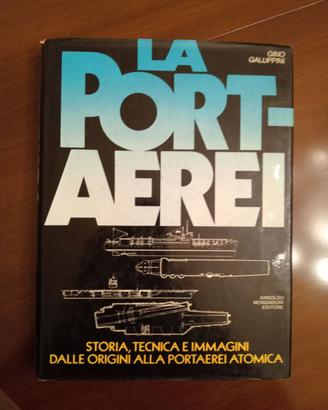 GINO
GALUPPINI
LA
PORT-
AEREI
ARNOLDO
MONDADORI
EDITORE
STORIA, TECNICA E IMMAGINI
DALLE ORIGINI ALLA PORTAEREI ATOMICA